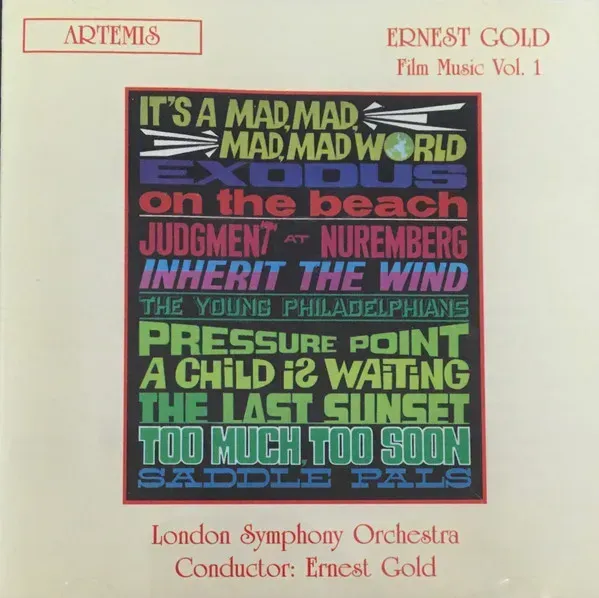 ARTEMIS
ERNEST GOLD
Film Music Vol. 1
IT'S A MAD, MAD,
MAD, MAD WORLD
EXODUS
on the beach
JUDGMENT AT NUREMBERG
INHERIT THE WIND
THE YOUNG PHILADELPHIANS
PRESSURE POINT
A CHILD iS WAiTiNG
THE LAST SUNSET
TOO MUCH, TOO SOON
SADDLE PALS
London Symphony Orchestra
Conductor: Ernest Gold